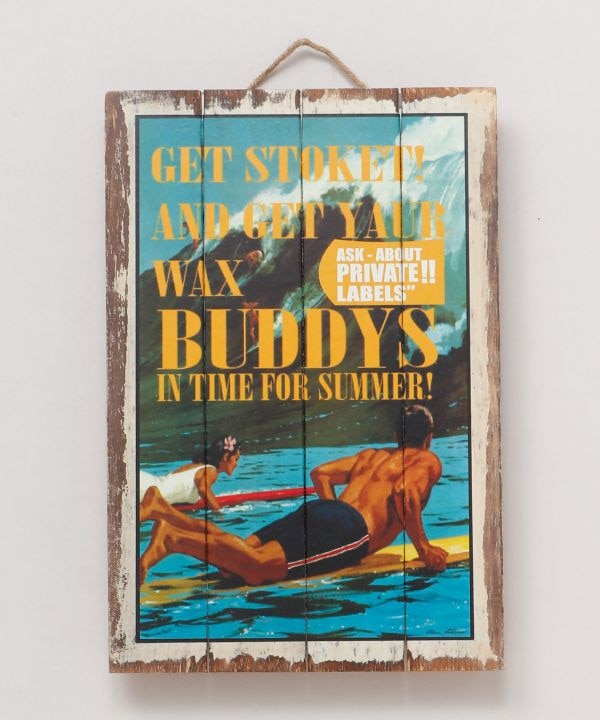 GET STOKET!
AND GET YAUR
WAX
ASK - ABOUT
PRIVATE!!
LABELS”
BUDDYS
IN TIME FOR SUMMER!